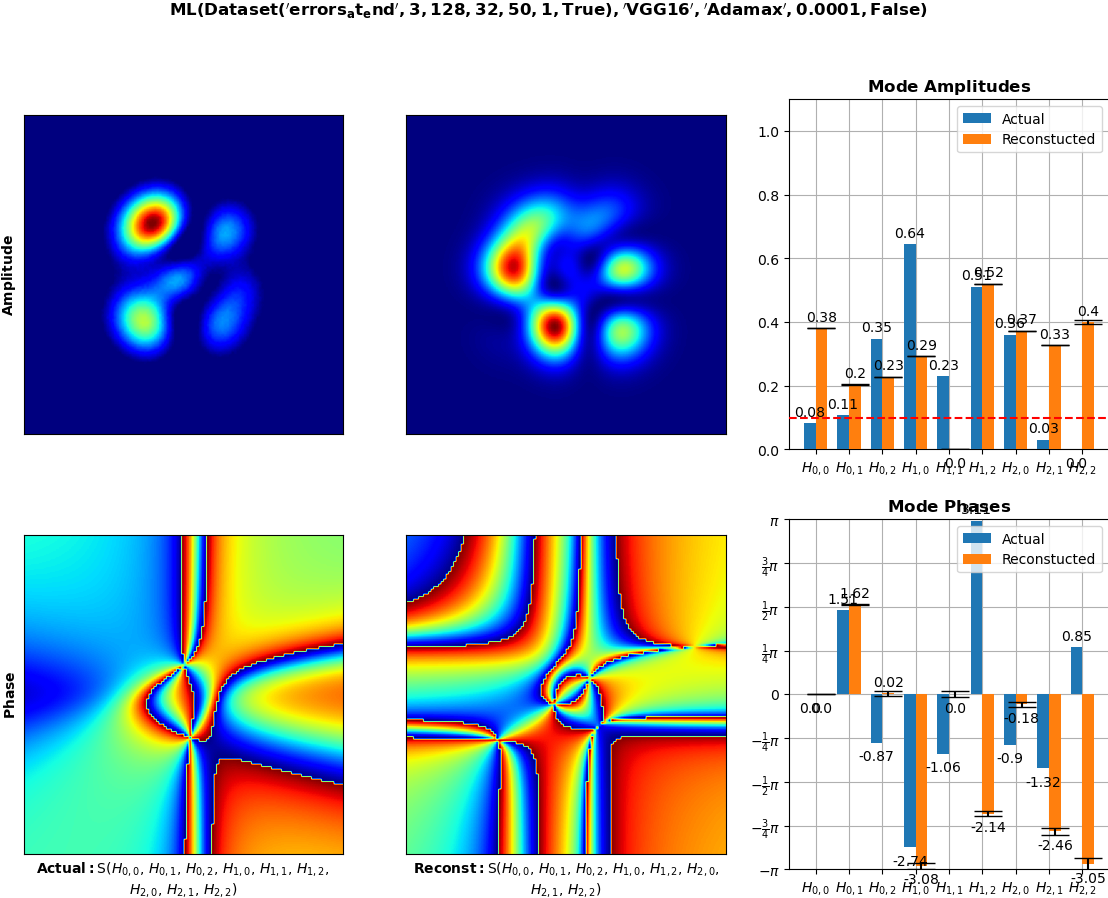 ML(Dataset('errors_at_end', 3, 128, 32, 50, 1, True), 'VGG16', 'Adamax', 0.0001, False)
Mode Amplitudes
Amplitude
Actual
Reconstucted
1.0
0.8
0.6
0.4
0.2
0.0
0.08
0.11
0.35
0.64
0.23
0.51
0.36
0.03
0.0
0.38
0.2
0.23
0.29
0.0
0.52
0.37
0.33
0.4
H0,0 H0,1 H0,2 H1,0 H1,1 H1,2 H2,0 H2,1 H2,2
Mode Phases
Phase
Actual
Reconstucted
π
3/4π
1/2π
1/4π
0
−1/4π
−1/2π
−3/4π
−π
0.0
1.51
-0.87
-2.74
-1.06
3.11
-0.9
-1.32
0.85
0.0
1.62
0.02
-3.08
0.0
-2.14
-0.18
-2.46
-3.05
H0,0 H0,1 H0,2 H1,0 H1,1 H1,2 H2,0 H2,1 H2,2
Actual: S(H0,0, H0,1, H0,2, H1,0, H1,1, H1,2,
H2,0, H2,1, H2,2)
Reconst: S(H0,0, H0,1, H0,2, H1,0, H1,2, H2,0,
H2,1, H2,2)